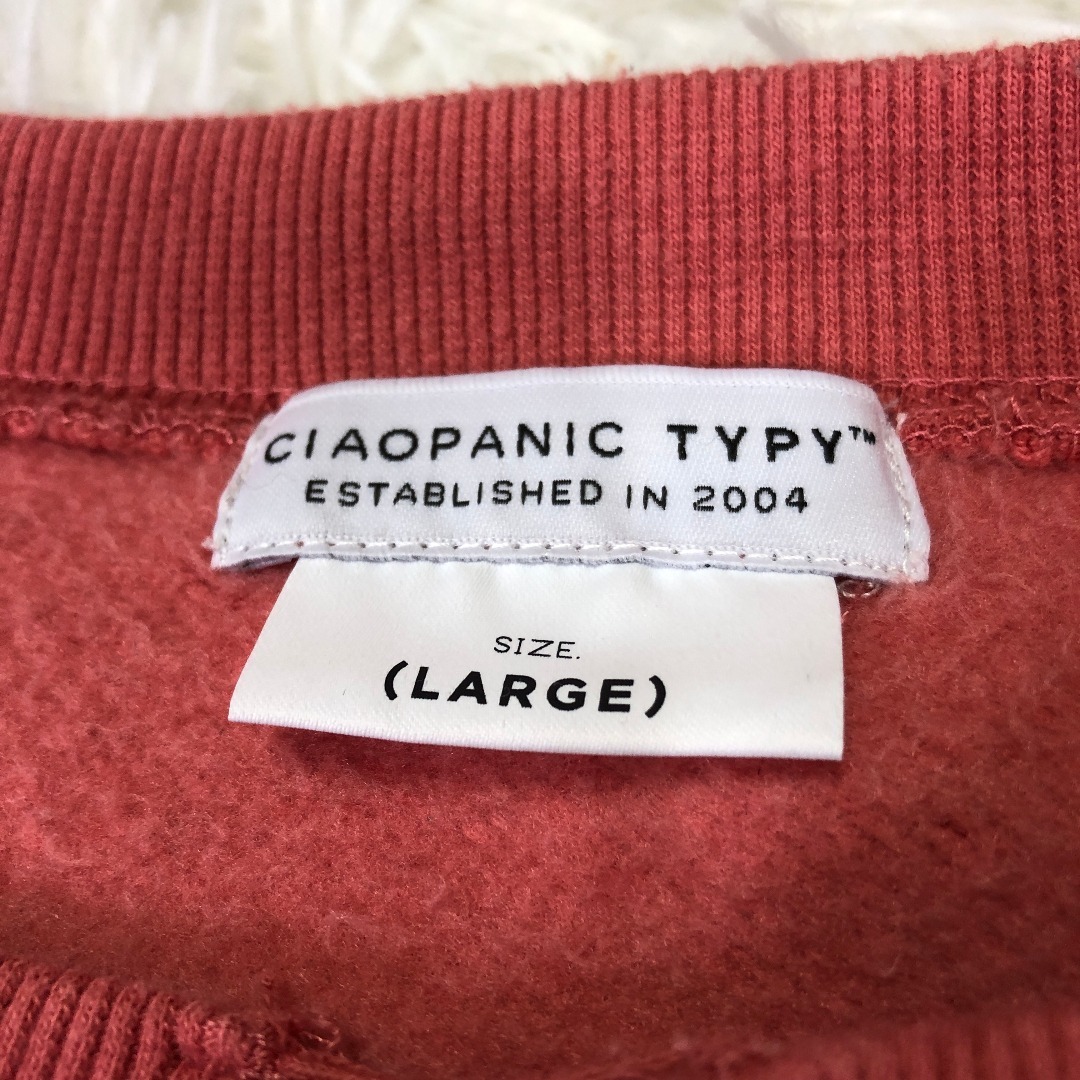 CIAOPANIC TYPY™
ESTABLISHED IN 2004
SIZE.
(LARGE)